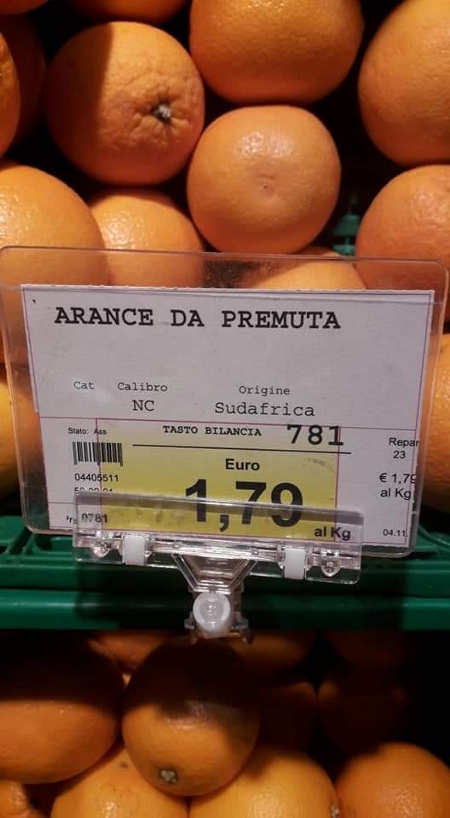 ARANCE DA PREMUTA
Cat Calibro Origine
NC Sudafrica
Stato: Ass TASTO BILANCIA 781
Repar
23
Euro
1,79
al Kg
€ 1,79
al Kg
04405511
0781
04.11